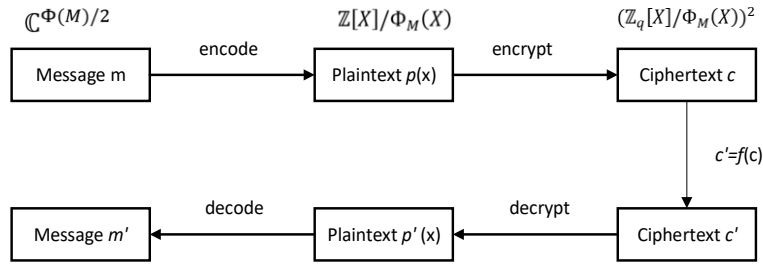 ℂ^{Φ(M)/2} ℤ[X]/Φ_M(X) (ℤ_q[X]/Φ_M(X))²
encode encrypt
Message m Plaintext p(x) Ciphertext c
c'=f(c)
decode decrypt
Message m' Plaintext p' (x) Ciphertext c'